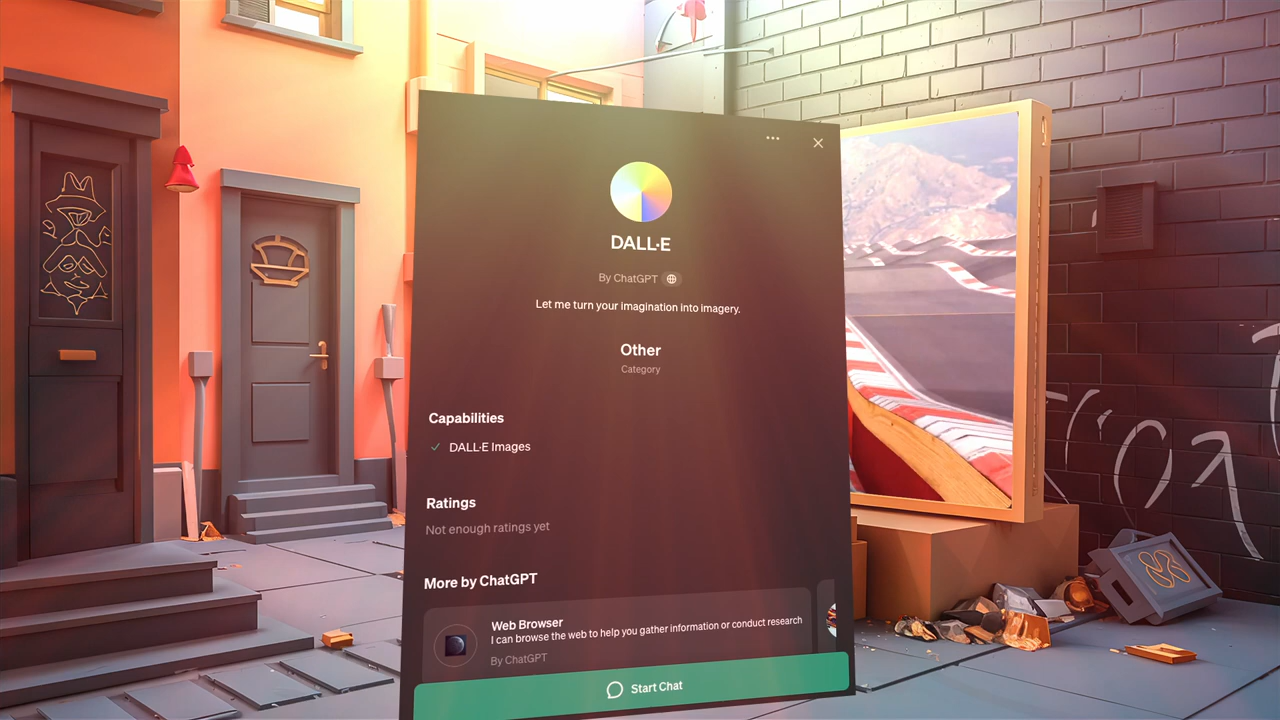 DALL·E
By ChatGPT
Let me turn your imagination into imagery.
Other
Category
Capabilities
DALL·E Images
Ratings
Not enough ratings yet
More by ChatGPT
Web Browser
I can browse the web to help you gather information or conduct research
By ChatGPT
Start Chat